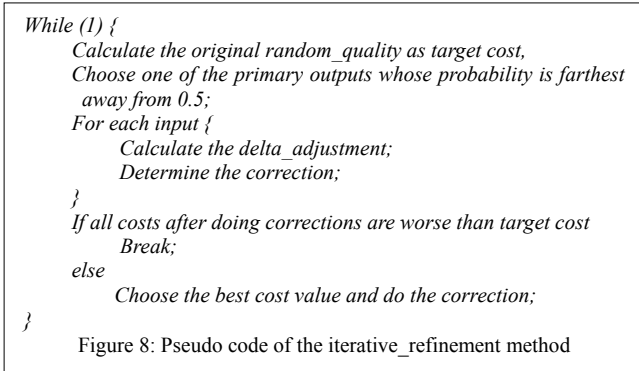 While (1) {
Calculate the original random_quality as target cost,
Choose one of the primary outputs whose probability is farthest
away from 0.5;
For each input {
Calculate the delta_adjustment;
Determine the correction;
}
If all costs after doing corrections are worse than target cost
Break;
else
Choose the best cost value and do the correction;
}
Figure 8: Pseudo code of the iterative_refinement method